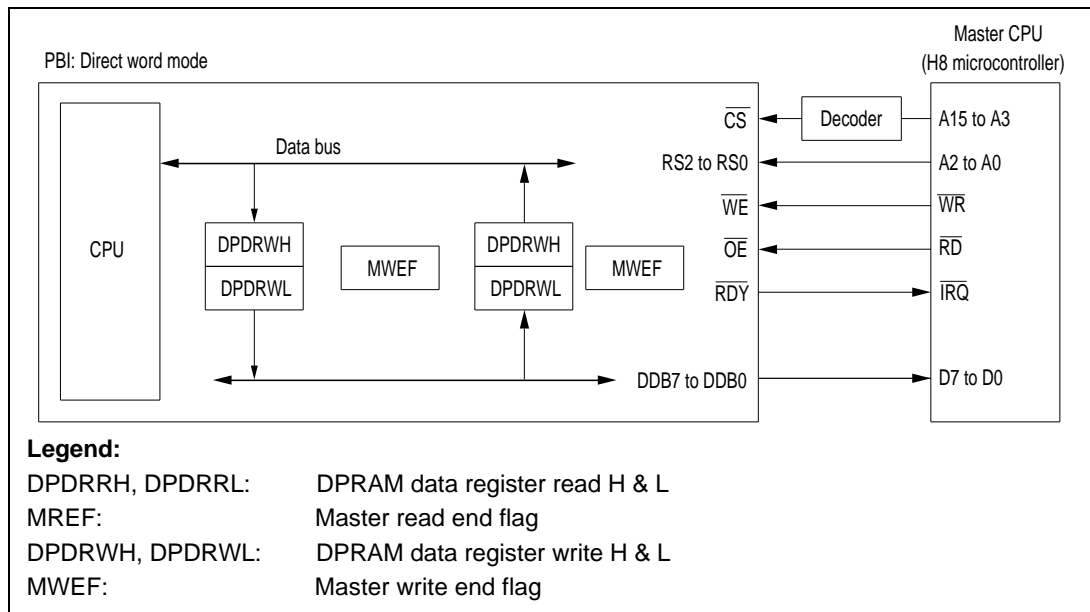 Master CPU
(H8 microcontroller)
PBI: Direct word mode
CS
Decoder
A15 to A3
Data bus
RS2 to RS0
A2 to A0
WE
WR
CPU
DPDRWH
DPDRWL
MWEF
DPDRWH
DPDRWL
MWEF
OE
RD
RDY
IRQ
DDB7 to DDB0
D7 to D0
Legend:
DPDRRH, DPDRRL: DPRAM data register read H & L
MREF: Master read end flag
DPDRWH, DPDRWL: DPRAM data register write H & L
MWEF: Master write end flag